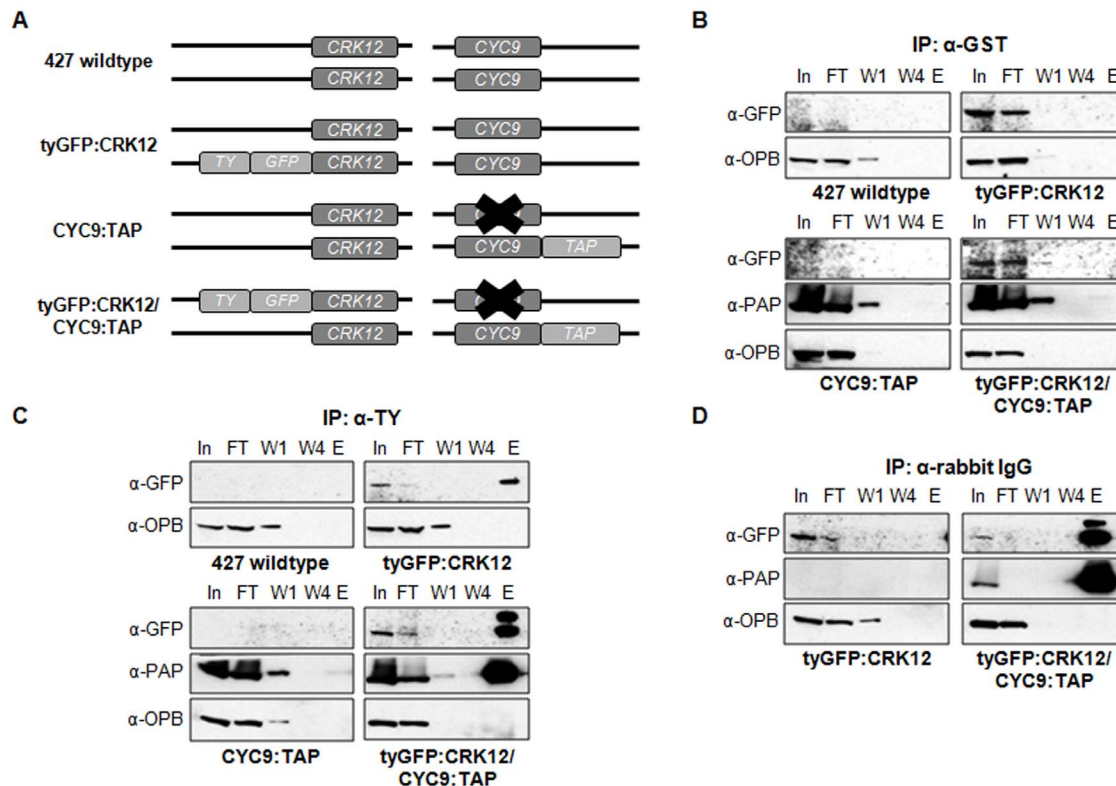 A
427 wildtype
CRK12 CYC9
CRK12 CYC9
tyGFP:CRK12
CRK12 CYC9
TY GFP CRK12 CYC9
CYC9:TAP
CRK12
CRK12 CYC9 TAP
tyGFP:CRK12/
CYC9:TAP
TY GFP CRK12
CRK12 CYC9 TAP
B
IP: α-GST
In FT W1 W4 E In FT W1 W4 E
α-GFP
α-OPB
427 wildtype tyGFP:CRK12
In FT W1 W4 E In FT W1 W4 E
α-GFP
α-PAP
α-OPB
CYC9:TAP tyGFP:CRK12/
CYC9:TAP
C
IP: α-TY
In FT W1 W4 E In FT W1 W4 E
α-GFP
α-OPB
427 wildtype tyGFP:CRK12
In FT W1 W4 E In FT W1 W4 E
α-GFP
α-PAP
α-OPB
CYC9:TAP tyGFP:CRK12/
CYC9:TAP
D
IP: α-rabbit IgG
In FT W1 W4 E In FT W1 W4 E
α-GFP
α-PAP
α-OPB
tyGFP:CRK12 tyGFP:CRK12/
CYC9:TAP